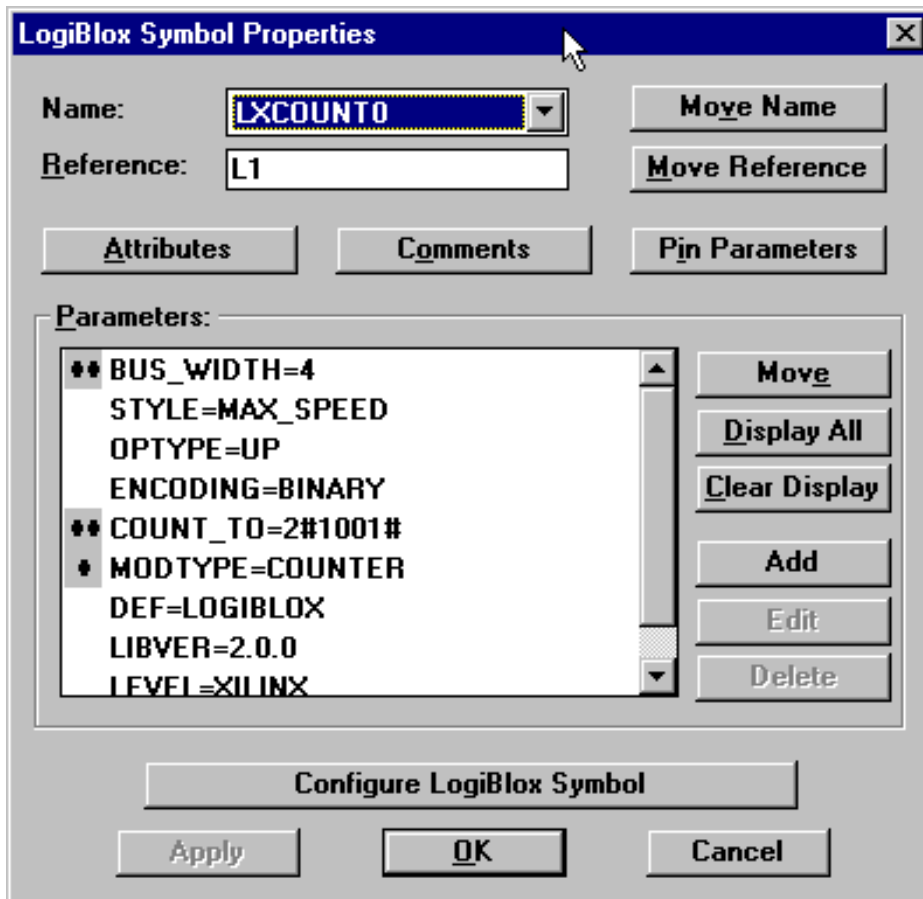 LogiBlox Symbol Properties
Name:
LXCOUNT0
Move Name
Reference:
L1
Move Reference
Attributes
Comments
Pin Parameters
Parameters:
BUS_WIDTH=4
STYLE=MAX_SPEED
OPTYPE=UP
ENCODING=BINARY
COUNT_TO=2#1001#
MODTYPE=COUNTER
DEF=LOGIBLOX
LIBVER=2.0.0
LEVEL=XILINX
Move
Display All
Clear Display
Add
Edit
Delete
Configure LogiBlox Symbol
Apply
OK
Cancel